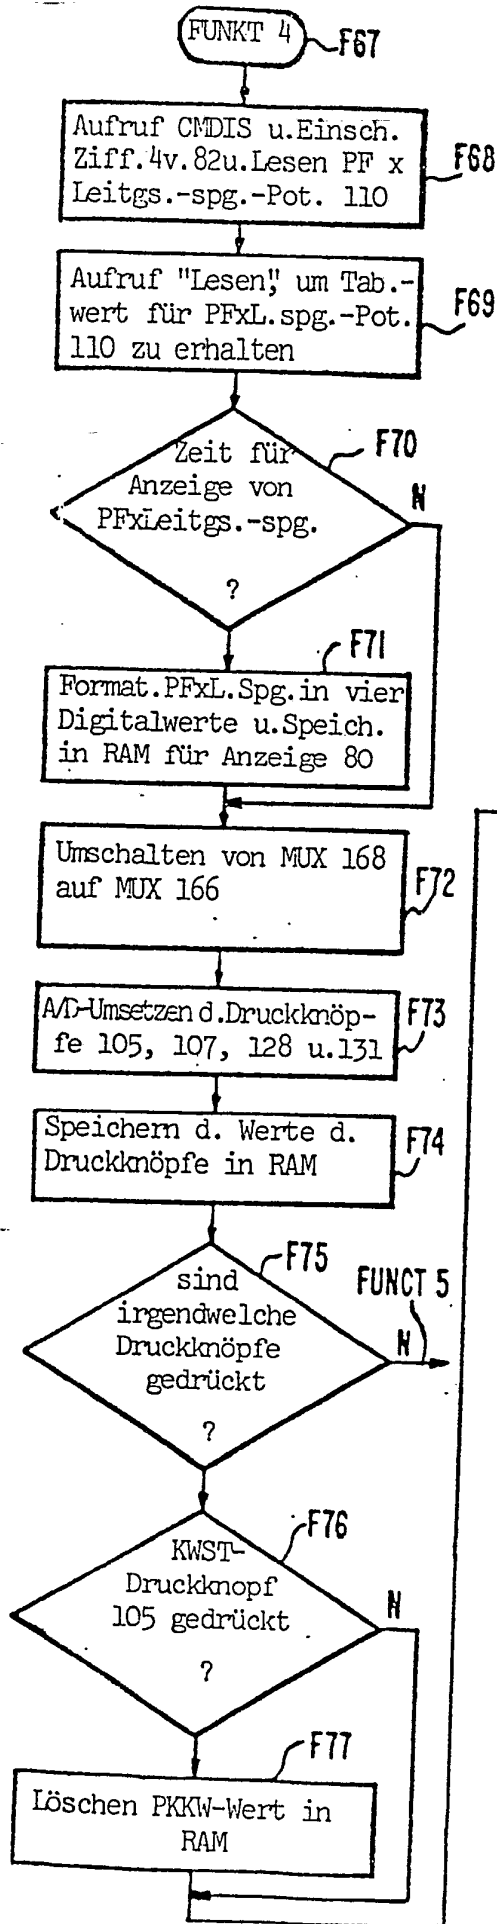 FUNKT 4
F67
Aufruf CMDIS u.Einsch.
Ziff.4v.82u.Lesen PF x
Leitgs.-spg.-Pot. 110
F68
Aufruf "Lesen", um Tab.-
wert für PFxL.spg.-Pot.
110 zu erhalten
F69
Zeit für
Anzeige von
PFxLeitgs.-spg.
?
F70
N
F71
Format.PFxL.Spg.in vier
Digitalwerte u.Speich.
in RAM für Anzeige 80
Umschalten von MUX 168
auf MUX 166
F72
A/D-Umsetzen d.Druckknöp-
fe 105, 107, 128 u.131
F73
Speichern d. Werte d.
Druckknöpfe in RAM
F74
sind
irgendwelche
Druckknöpfe
gedrückt
?
F75
FUNCT 5
N
KWST-
Druckknopf
105 gedrückt
?
F76
N
F77
Löschen PKKW-Wert in
RAM